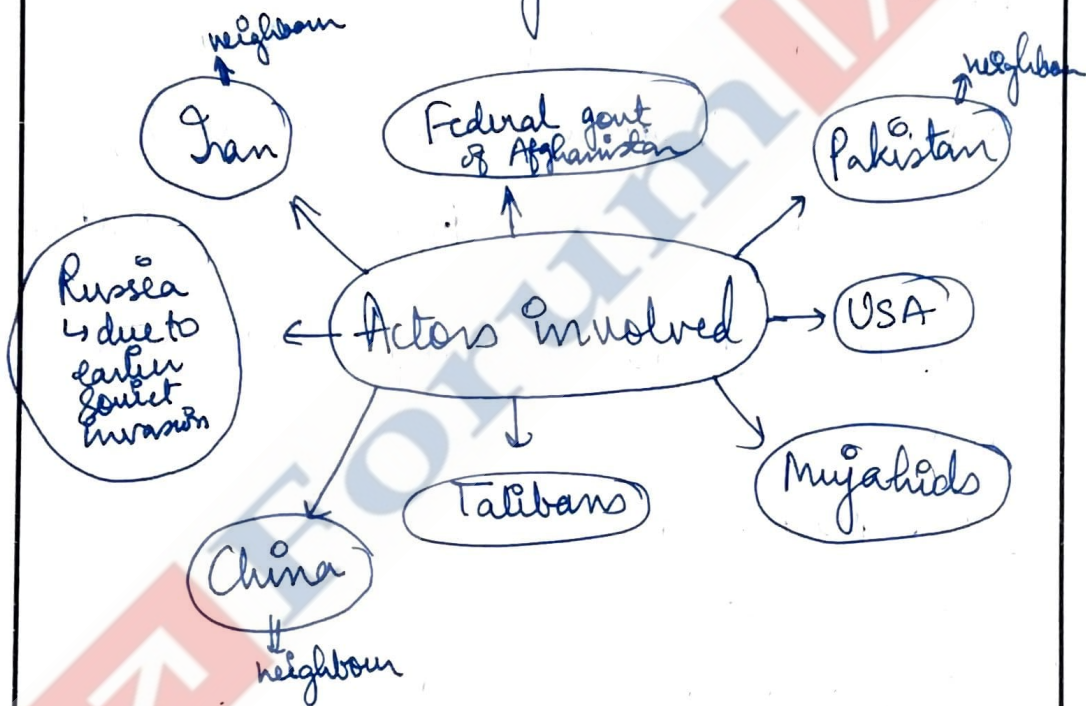 neighbour
Iran
Federal govt
of Afghanistan
neighbour
Pakistan
Russia
↳ due to
earlier
Soviet
invasion
Actors involved
USA
Mujahids
Talibans
China
neighbour
Forum